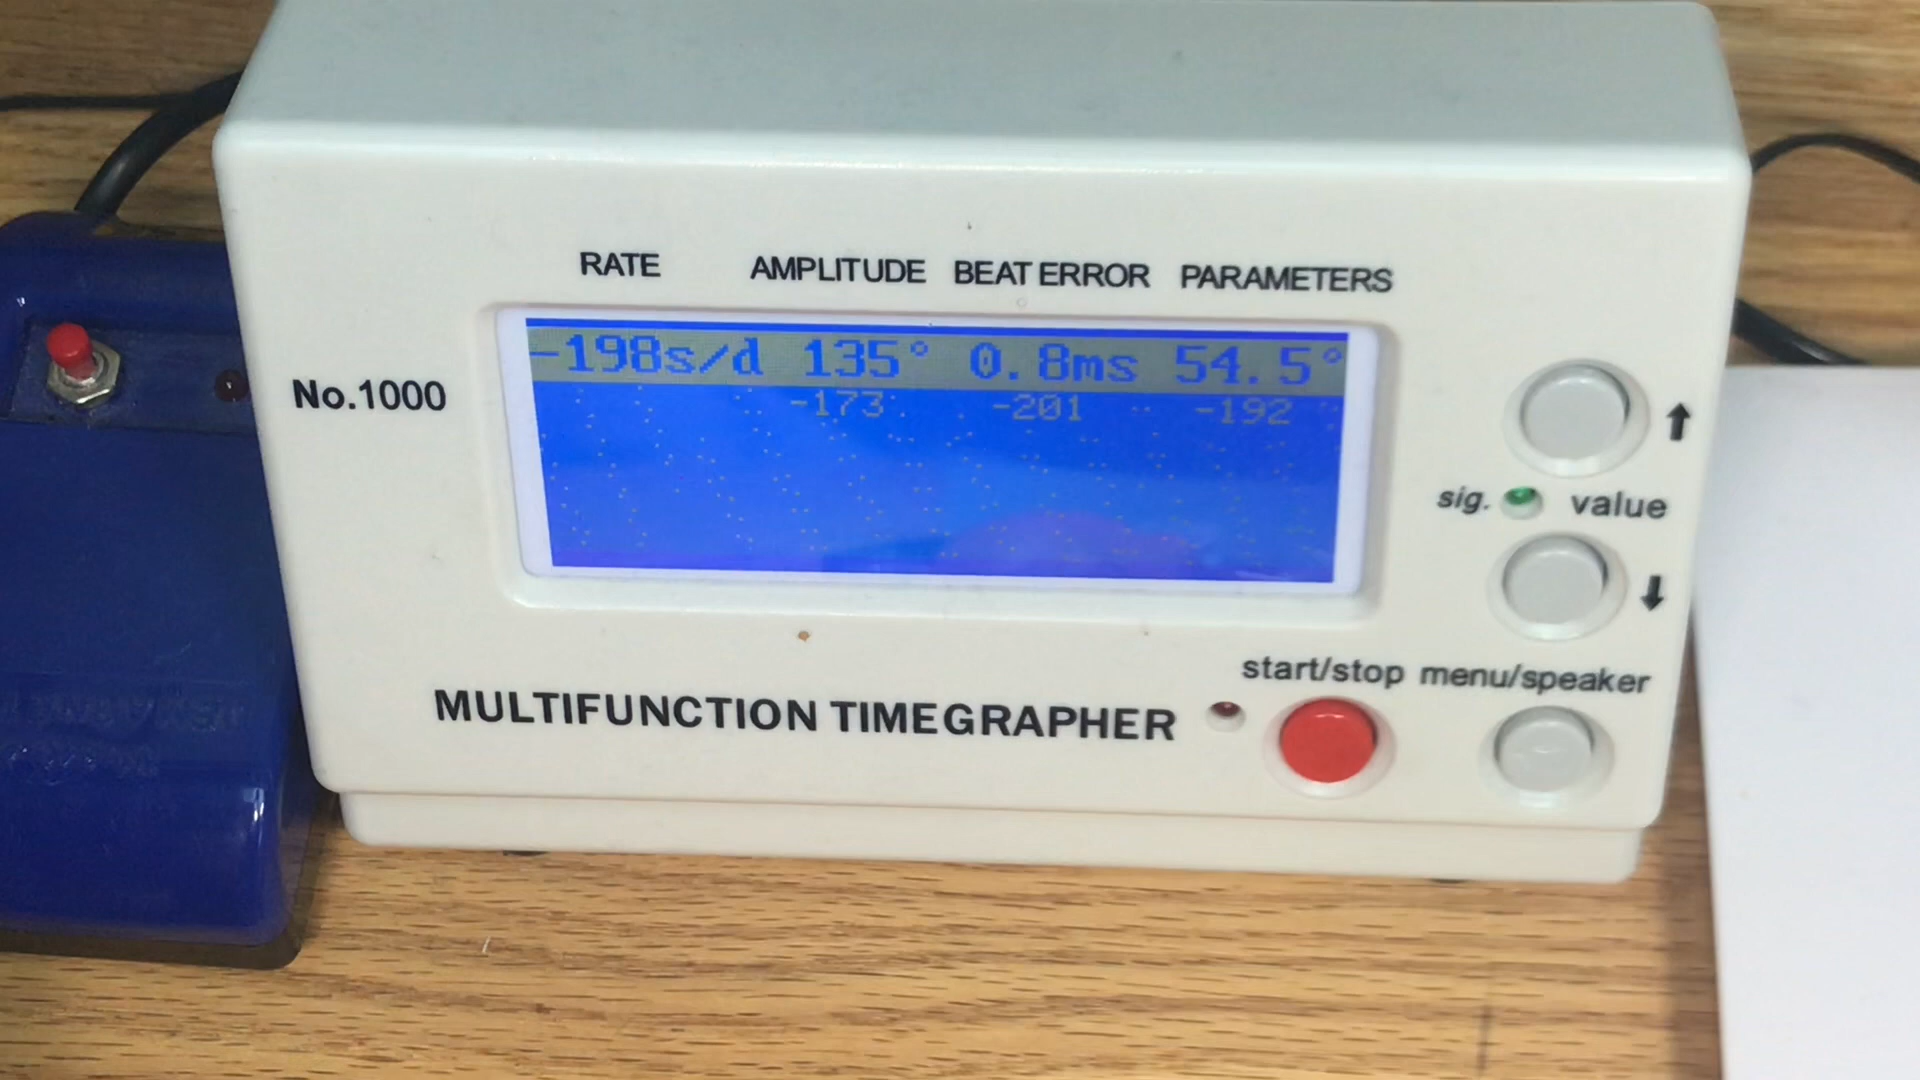 RATE AMPLITUDE BEAT ERROR PARAMETERS
-198s/d 135° 0.8ms 54.5°
-173 -201 -192
No.1000
sig. value
start/stop menu/speaker
MULTIFUNCTION TIMEGRAPHER